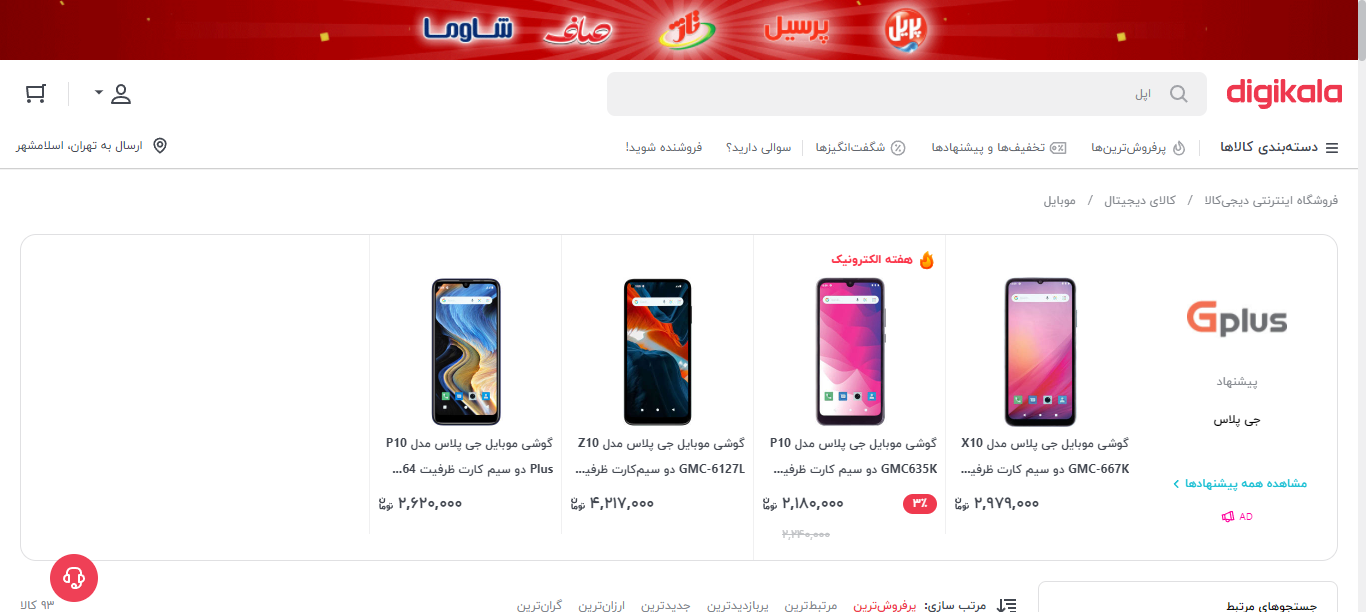 پریل پرسیل تاژ صاف شاوما
digikala
اپل
دسته‌بندی کالاها
پرفروش‌ترین‌ها
تخفیف‌ها و پیشنهادها
شگفت‌انگیزها
سوالی دارید؟
فروشنده شوید!
ارسال به تهران، اسلامشهر
فروشگاه اینترنتی دیجی‌کالا / کالای دیجیتال / موبایل
Gplus
پیشنهاد
جی پلاس
مشاهده همه پیشنهادها
AD
گوشی موبایل جی پلاس مدل X10
GMC-667K دو سیم کارت ظرفی...
۲,۹۷۹,۰۰۰ تومان
هفته الکترونیک
گوشی موبایل جی پلاس مدل P10
GMC635K دو سیم کارت ظرفی...
۳٪
۲,۱۸۰,۰۰۰ تومان
۲,۲۴۰,۰۰۰
گوشی موبایل جی پلاس مدل Z10
GMC-6127L دو سیم‌کارت ظرفی...
۴,۲۱۷,۰۰۰ تومان
گوشی موبایل جی پلاس مدل P10
Plus دو سیم کارت ظرفیت 64...
۲,۶۲۰,۰۰۰ تومان
جستجوهای مرتبط
مرتب سازی: پرفروش‌ترین مرتبط‌ترین پربازدیدترین جدیدترین ارزان‌ترین گران‌ترین
۹۳ کالا